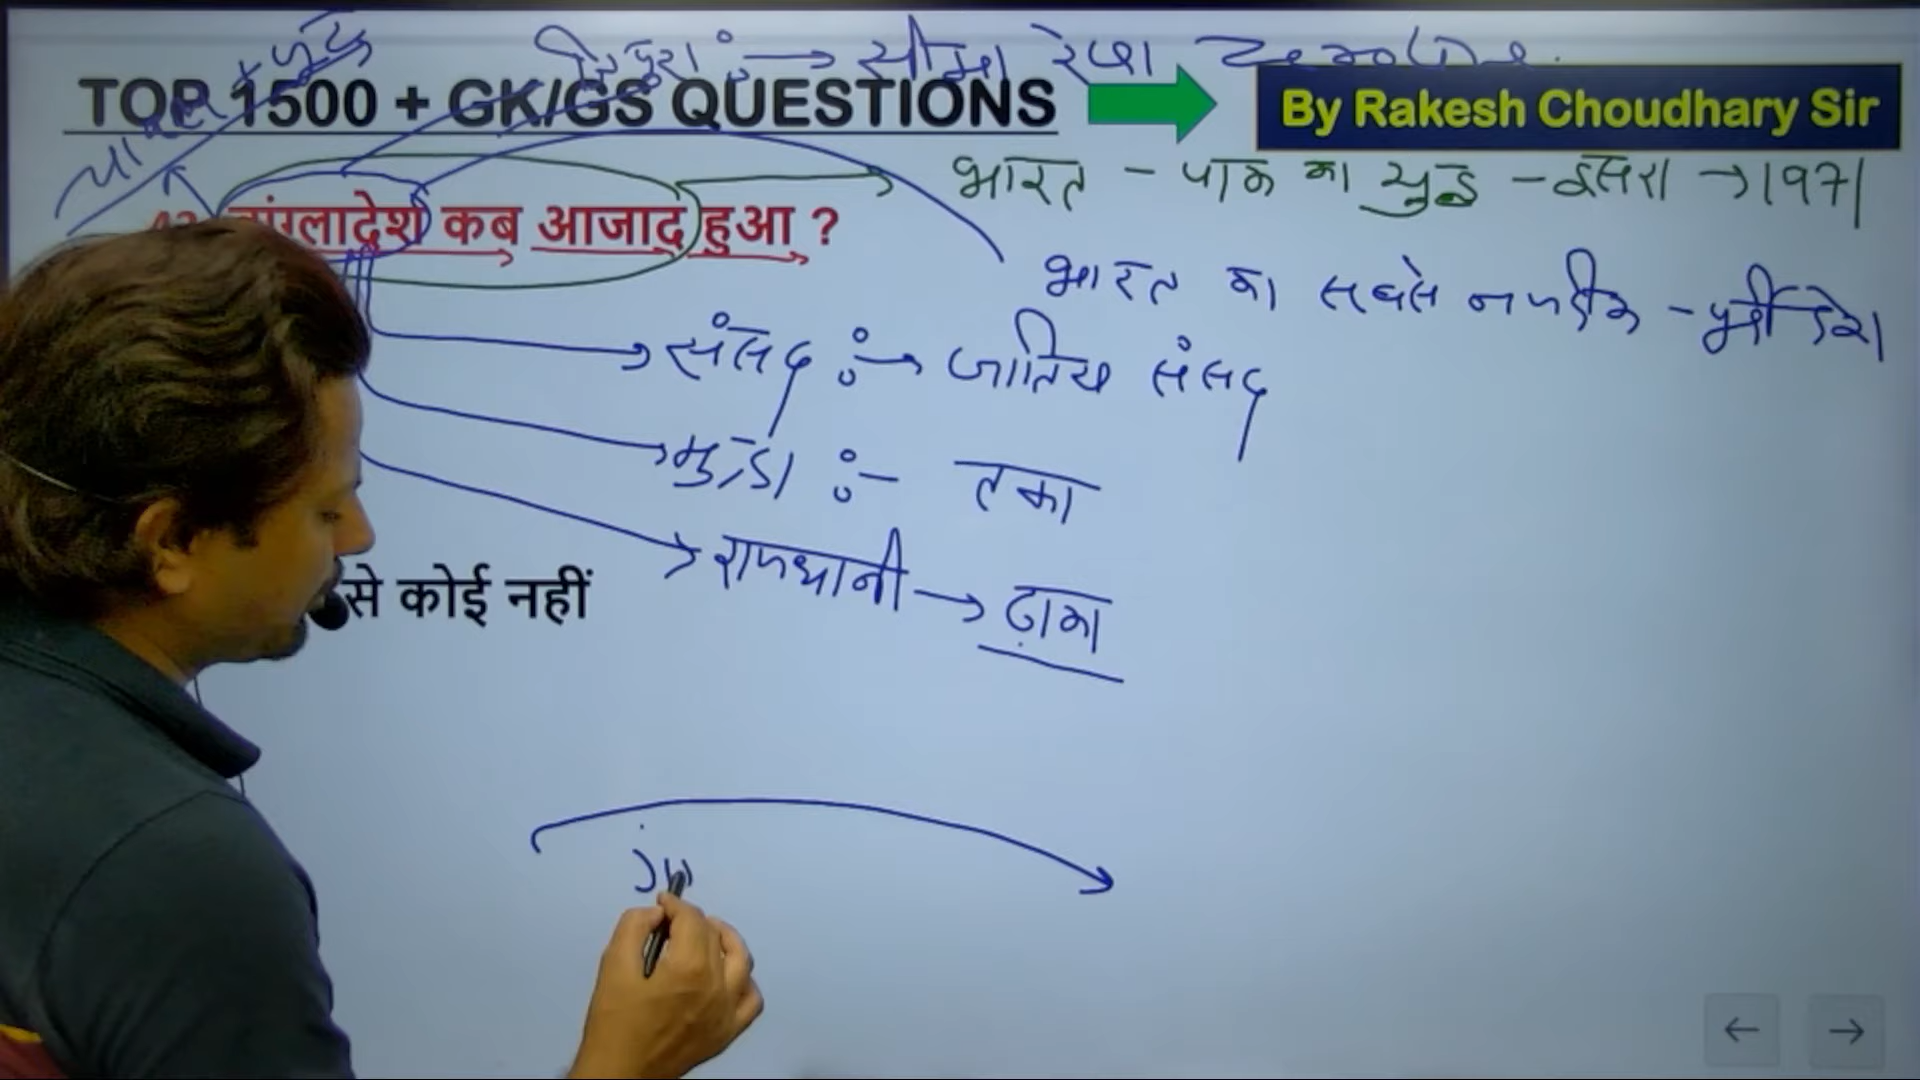 त्रिपुरा :→ सीमा रेखा
TOP 1500 + GK/GS QUESTIONS
By Rakesh Choudhary Sir
भारत - पाक का युद्ध - दूसरा → 1971
बांग्लादेश कब आजाद हुआ ?
भारत का सबसे नजदीक -
संसद :→ जातिय संसद
मुद्रा :- टका
राजधानी → ढाका
से कोई नहीं